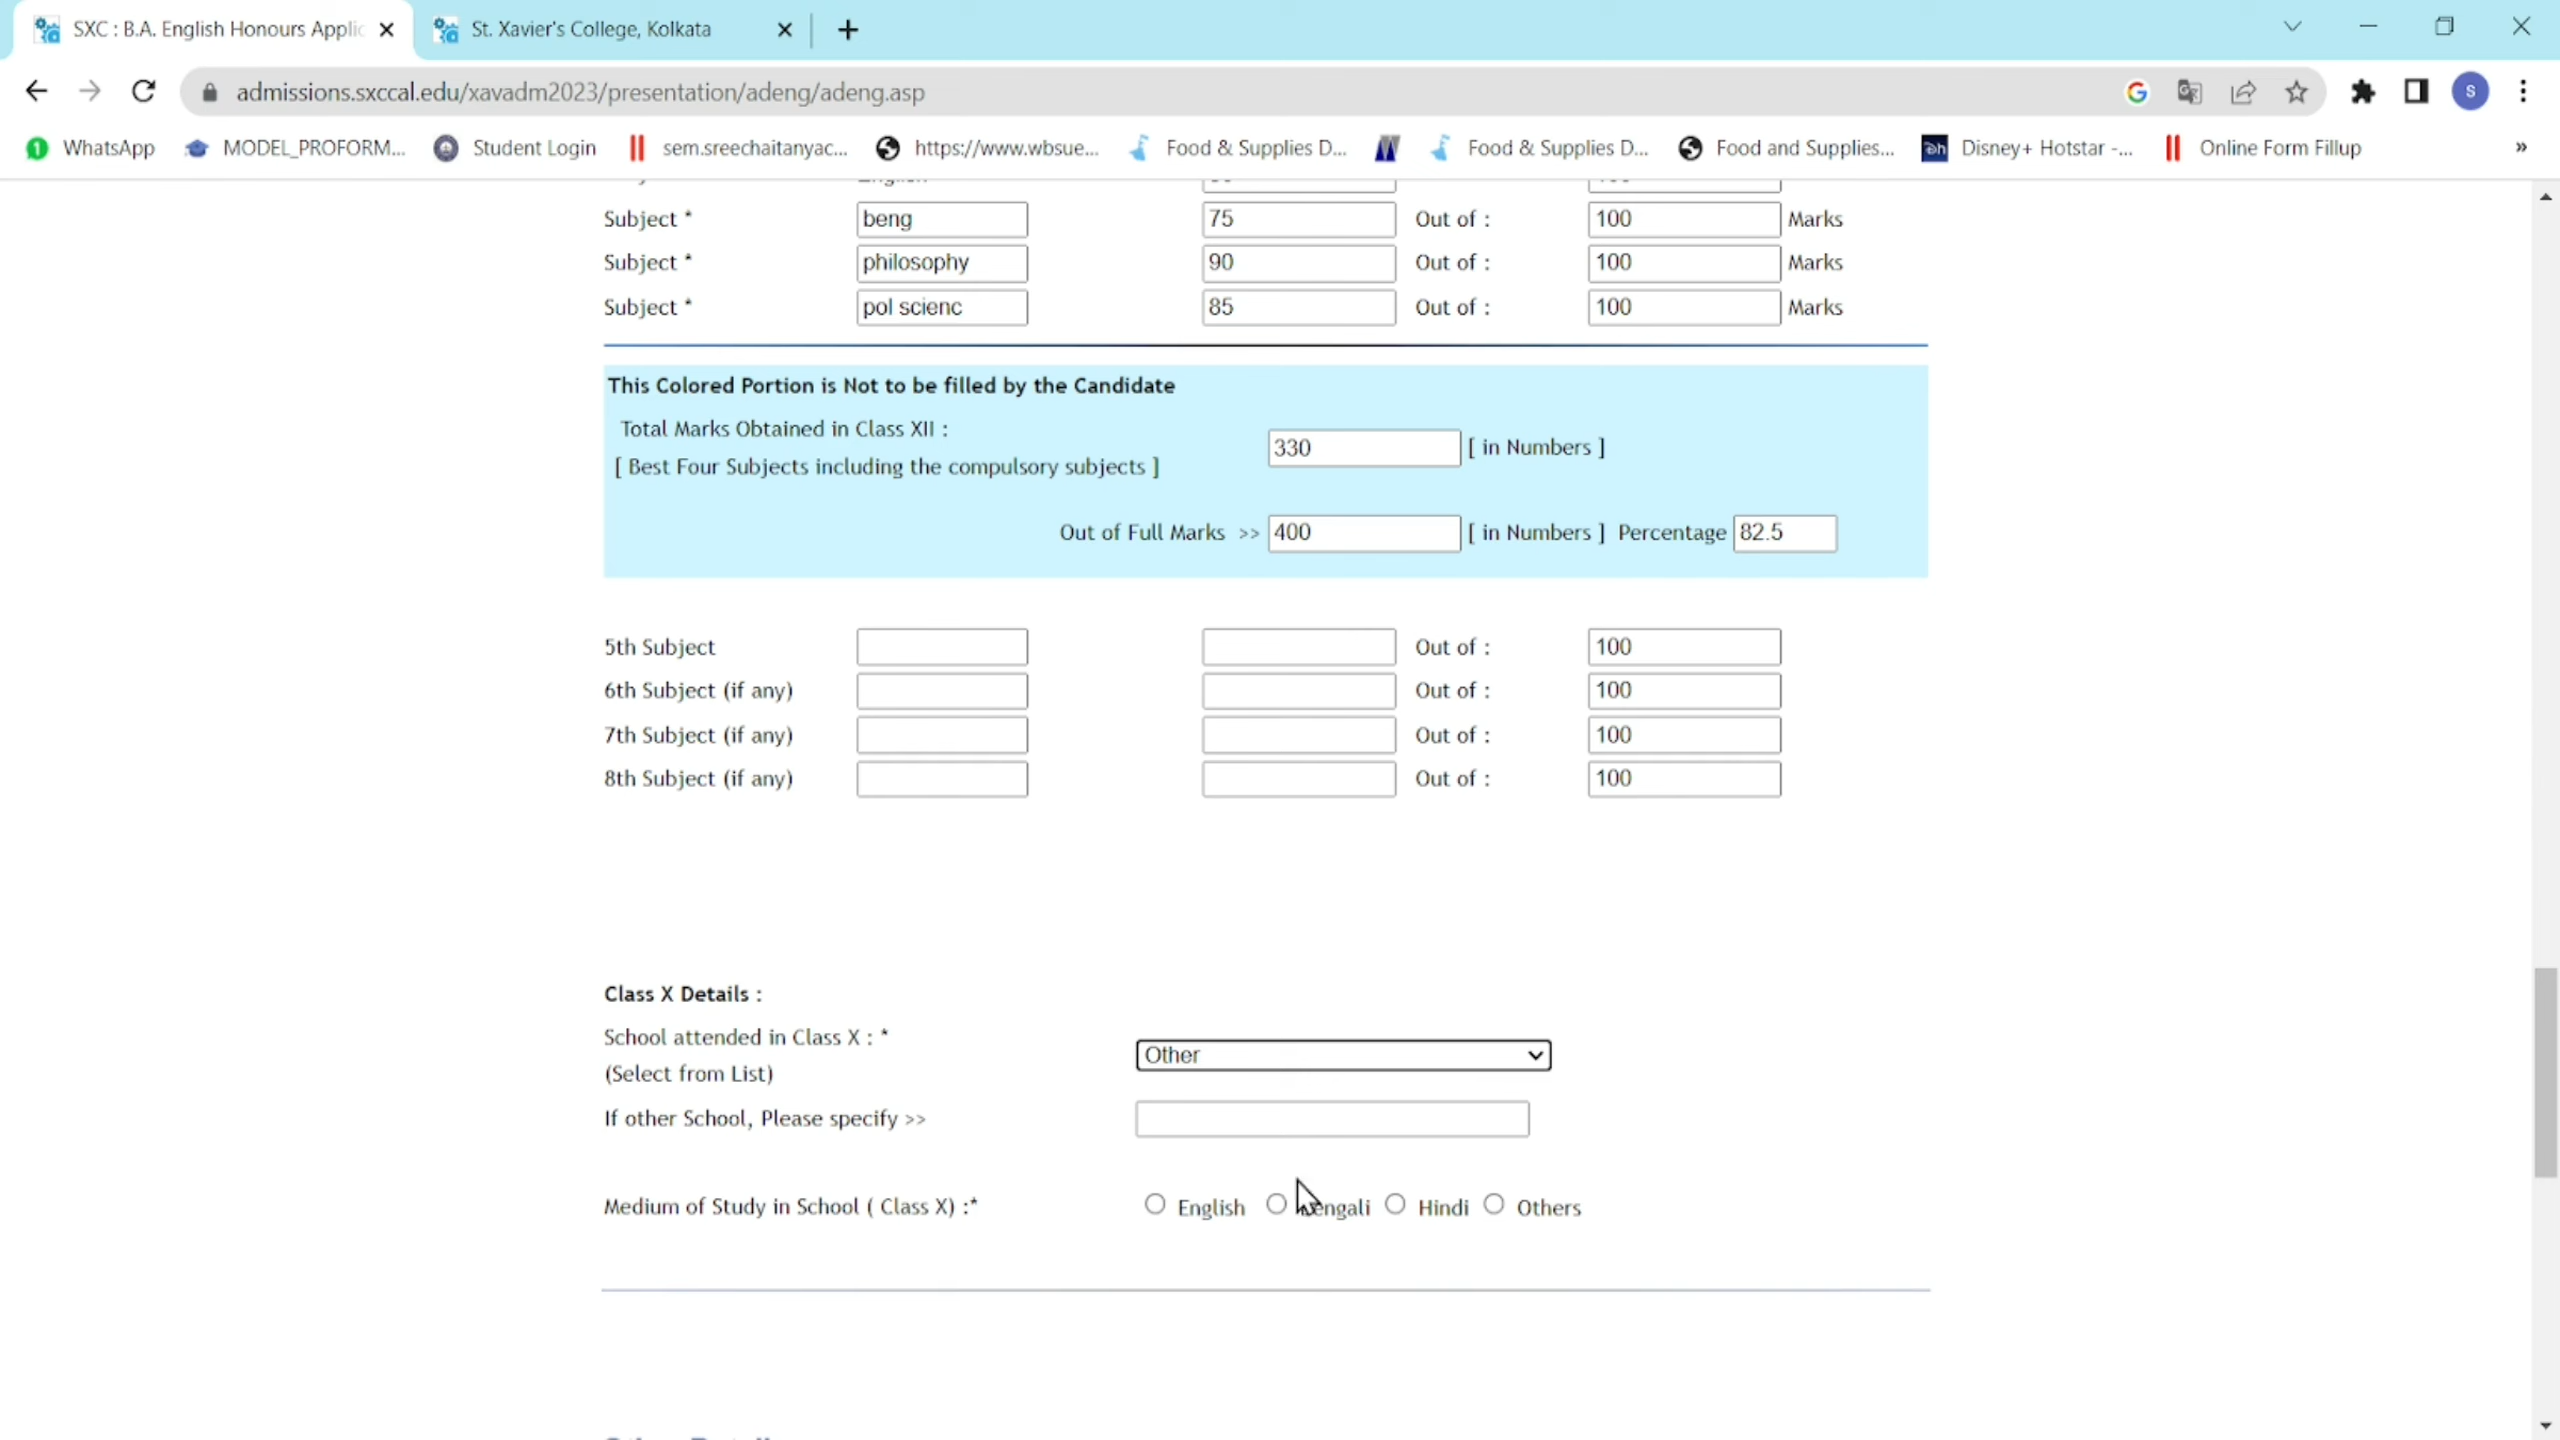 SXC : B.A. English Honours Applic
St. Xavier's College, Kolkata
admissions.sxccal.edu/xavadm2023/presentation/adeng/adeng.asp
S
WhatsApp MODEL_PROFORM... Student Login sem.sreechaitanyac... https://www.wbsue... Food & Supplies D... Food & Supplies D... Food and Supplies... Disney+ Hotstar -... Online Form Fillup »
Subject * beng 75 Out of : 100 Marks
Subject * philosophy 90 Out of : 100 Marks
Subject * pol scienc 85 Out of : 100 Marks
This Colored Portion is Not to be filled by the Candidate
Total Marks Obtained in Class XII :
330 [ in Numbers ]
[ Best Four Subjects including the compulsory subjects ]
Out of Full Marks >> 400 [ in Numbers ] Percentage 82.5
5th Subject Out of : 100
6th Subject (if any) Out of : 100
7th Subject (if any) Out of : 100
8th Subject (if any) Out of : 100
Class X Details :
School attended in Class X : *
Other
(Select from List)
If other School, Please specify >>
Medium of Study in School ( Class X) :* English Bengali Hindi Others